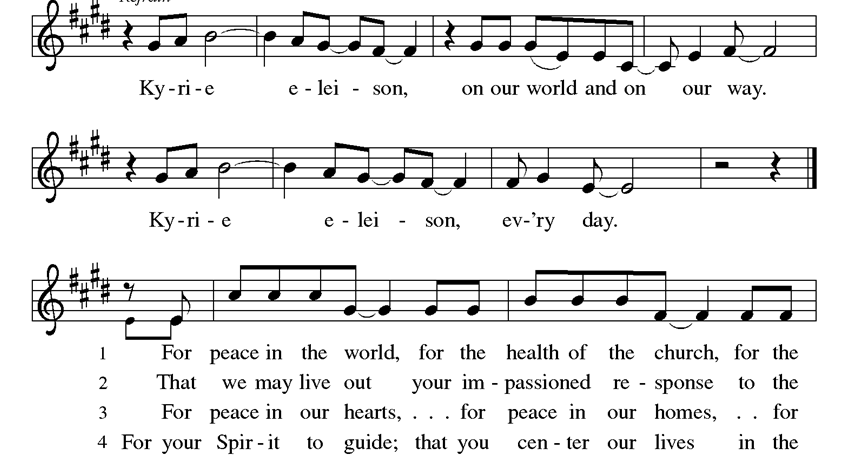 Refrain
Ky - ri - e e - lei - son, on our world and on our way.
Ky - ri - e e - lei - son, ev-’ry day.
1 For peace in the world, for the health of the church, for the
2 That we may live out your im - passioned re - sponse to the
3 For peace in our hearts, . . . for peace in our homes, . . for
4 For your Spir - it to guide; that you cen - ter our lives in the